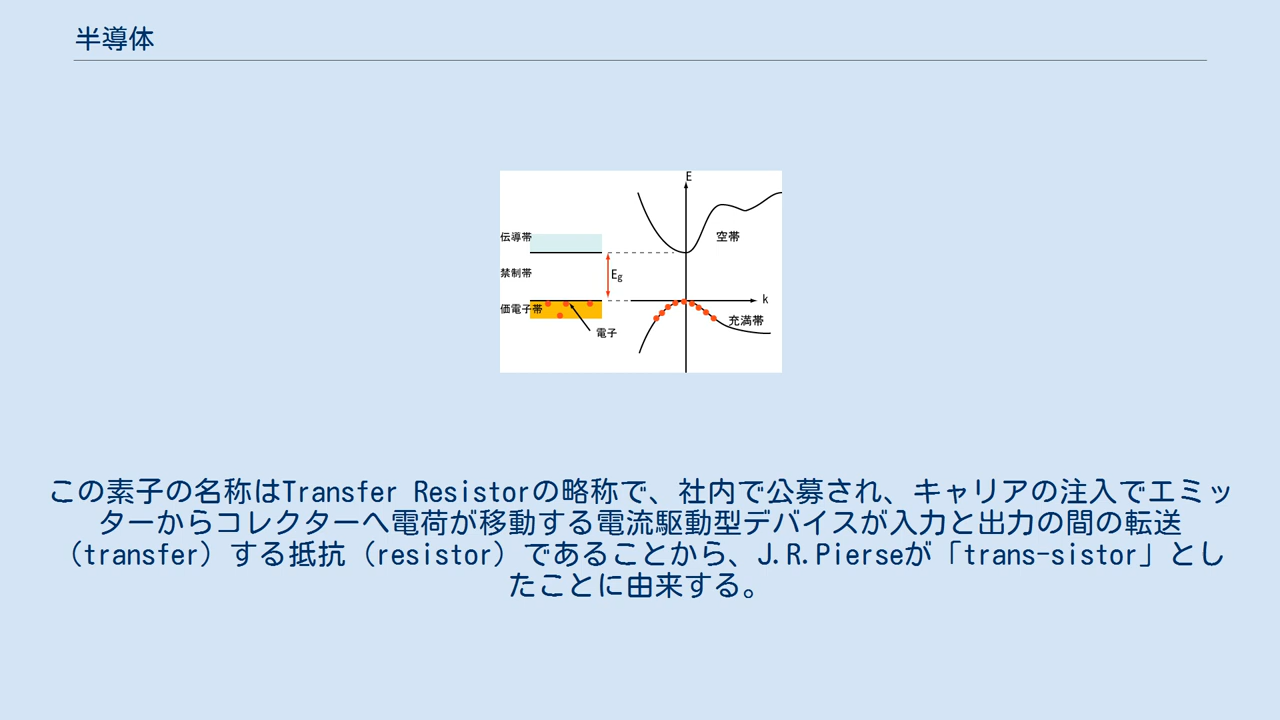 半導体
E
伝導帯
空帯
禁制帯
Eg
k
価電子帯
充満帯
電子
この素子の名称はTransfer Resistorの略称で、社内で公募され、キャリアの注入でエミッ
ターからコレクターへ電荷が移動する電流駆動型デバイスが入力と出力の間の転送
（transfer）する抵抗（resistor）であることから、J.R.Pierseが「trans-sistor」とし
たことに由来する。